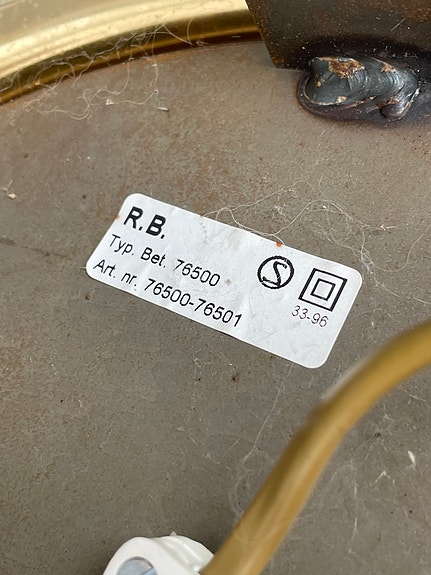 R.B.
Typ. Bet. 76500
Art. nr. 76500-76501
S
33-96